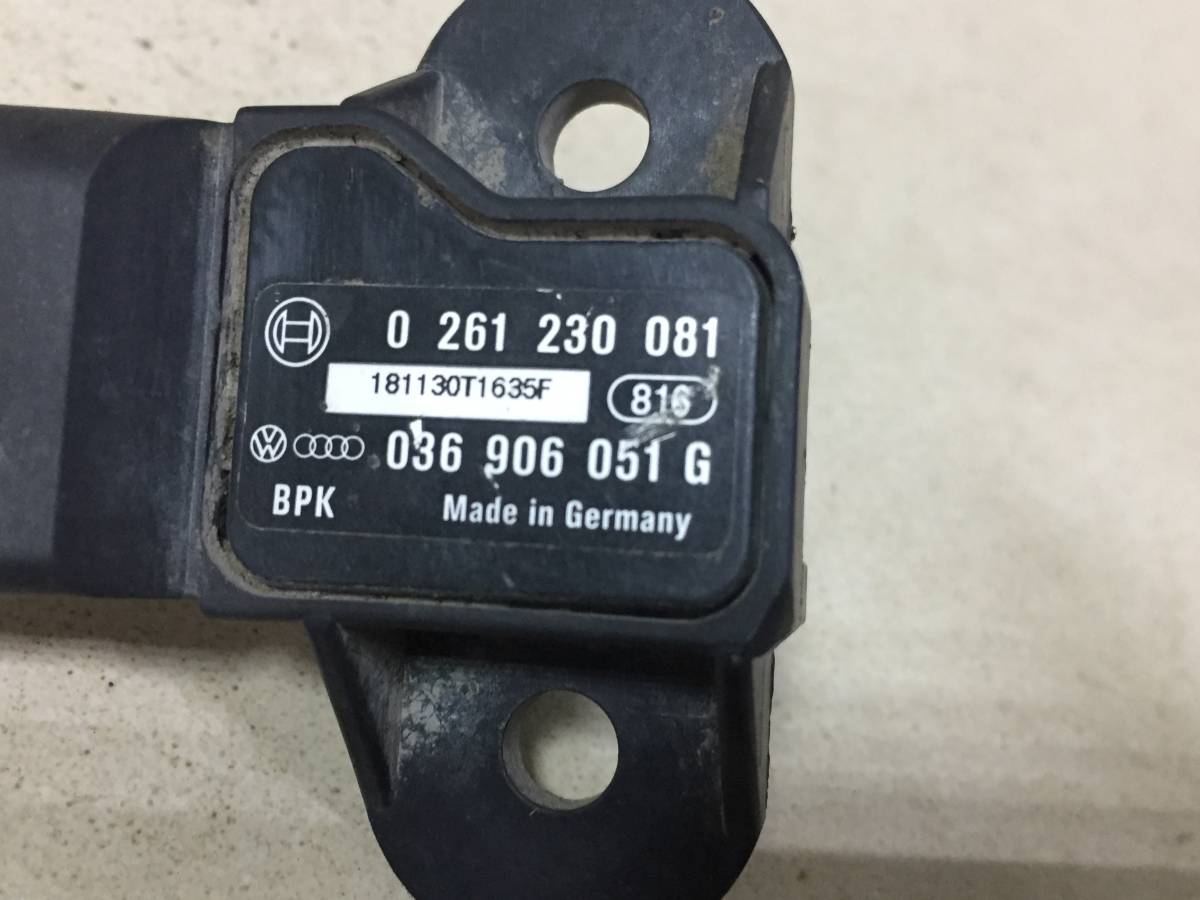 0 261 230 081
181130T1635F 816
036 906 051 G
BPK Made in Germany